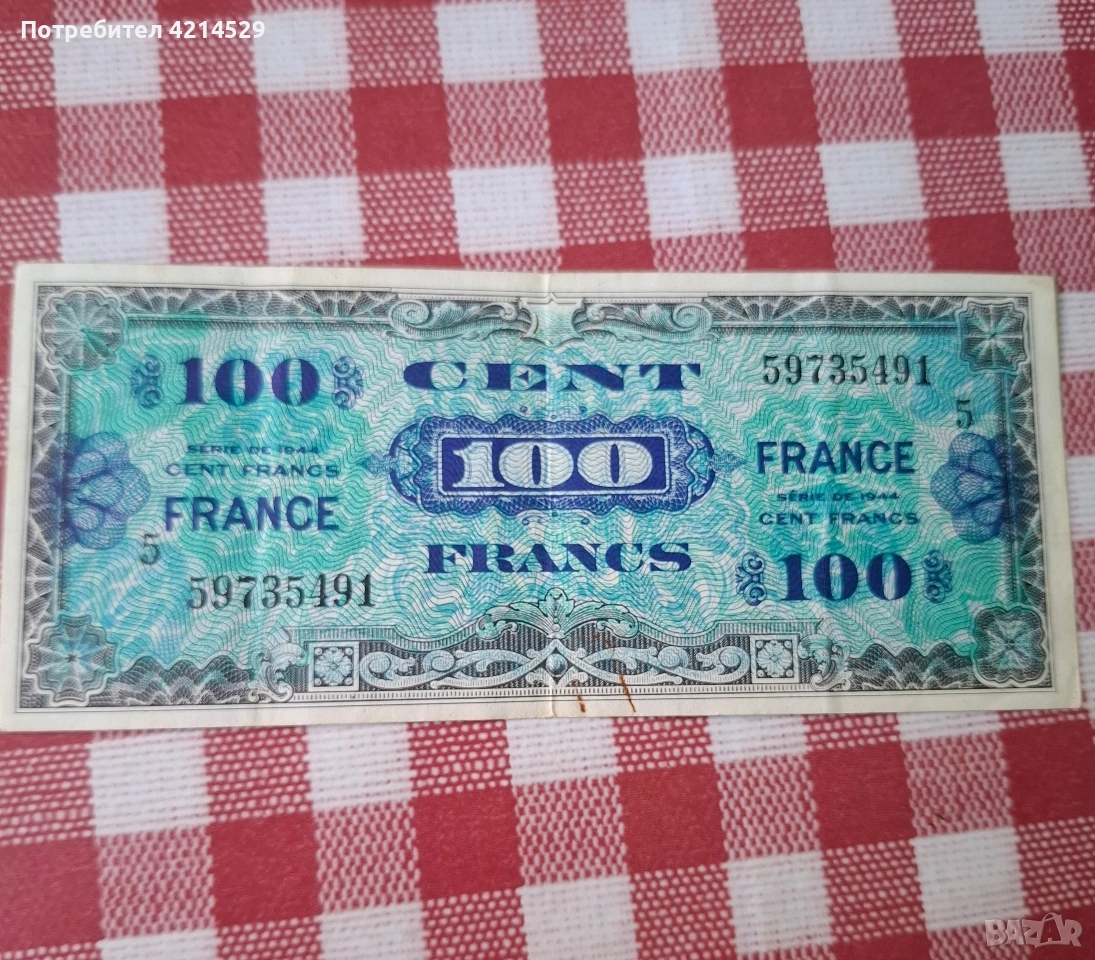 Потребител 4214529
100
CENT
59735491
5
SÉRIE DE 1944
CENT FRANCS
FRANCE
100
FRANCE
SÉRIE DE 1944
CENT FRANCS
5
59735491
FRANCS
100
BAZAR